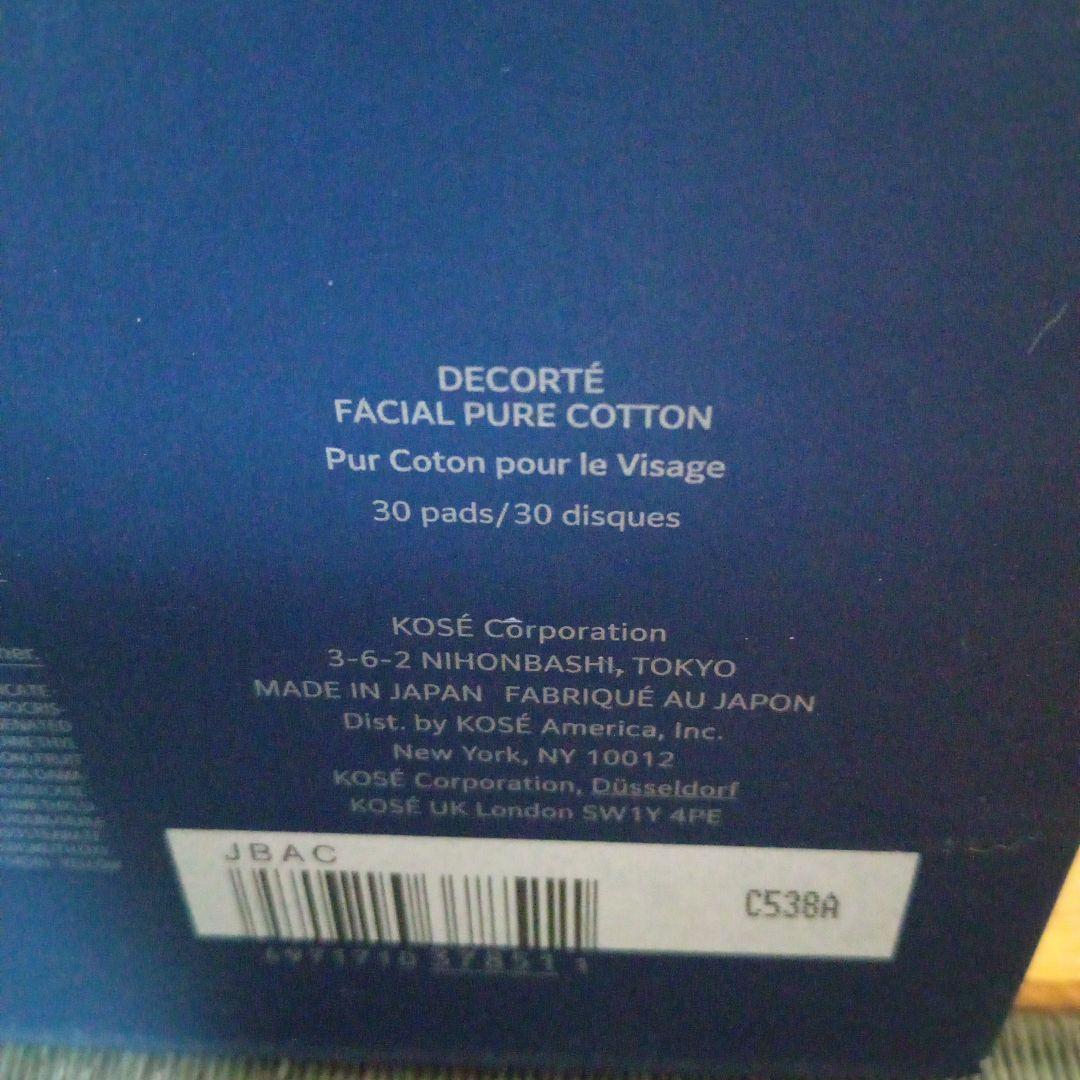 DECORTÉ
FACIAL PURE COTTON
Pur Coton pour le Visage
30 pads/30 disques
KOSÉ Corporation
3-6-2 NIHONBASHI, TOKYO
MADE IN JAPAN FABRIQUÉ AU JAPON
Dist. by KOSÉ America, Inc.
New York, NY 10012
KOSÉ Corporation, Düsseldorf
KOSÉ UK London SW1Y 4PE
JBAC
C538A